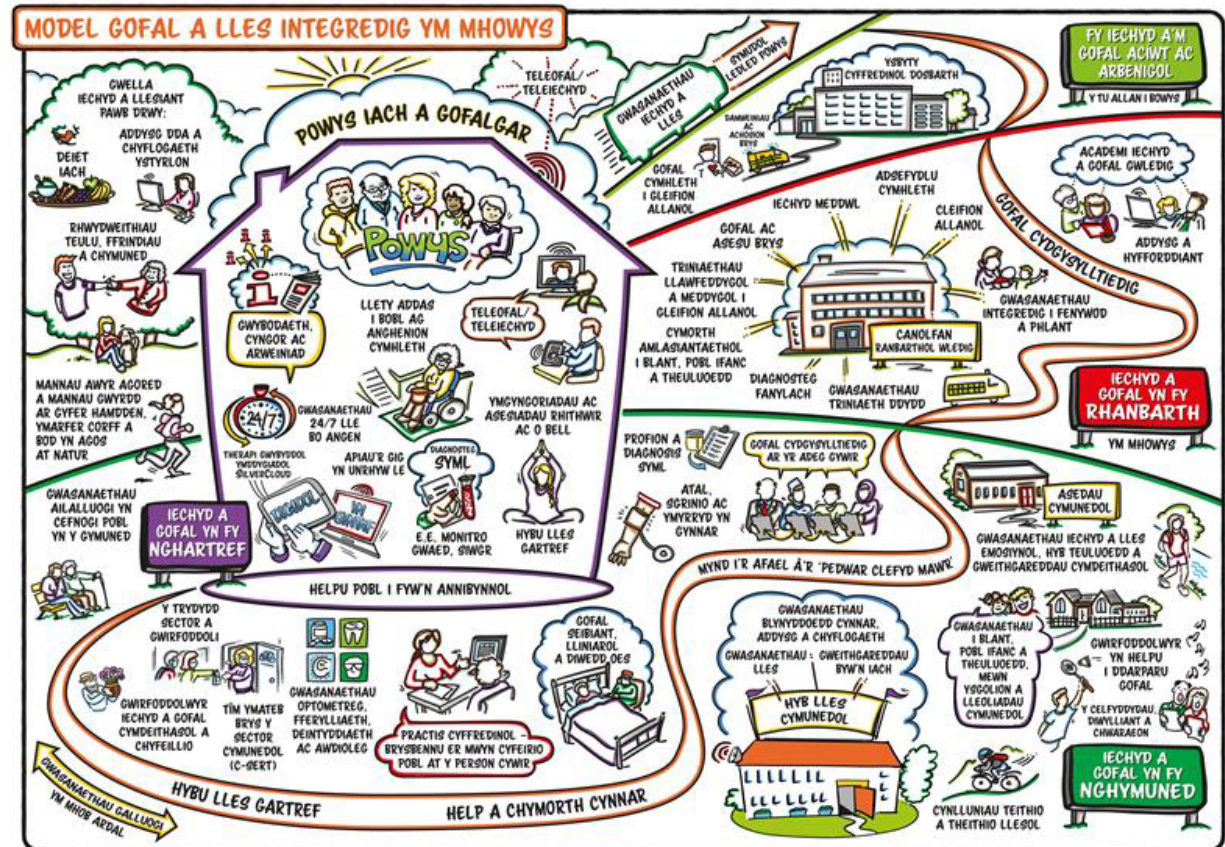 MODEL GOFAL A LLES INTEGREDIG YM MHOWYS
GWELLA
IECHYD A LLESIANT
PAWB DRWY:
DEIET
IACH
ADDYSG DDA A
CHYFLOGAETH
YSTYRLON
RHWYDWEITHIAU
TEULU, FFRINDIAU
A CHYMUNED
MANNAU AWYR AGORED
A MANNAU GWYRDD
AR GYFER HAMDDEN,
YMARFER CORFF A
BOD YN AGOS
AT NATUR
POWYS IACH A GOFALGAR
POWYS
TELEOFAL/
TELEIECHYD
GWASANAETHAU
IECHYD A
LLES
SYMUDOL
LEDLED POWYS
GWYBODAETH,
CYNGOR AC
ARWEINIAD
LLETY ADDAS
I BOBL AG
ANGHENION
CYMHLETH
TELEOFAL/
TELEIECHYD
24/7
GWASANAETHAU
24/7 LLE
BO ANGEN
YMGYNGORIADAU AC
ASESIADAU RHITHWIR
AC O BELL
THERAPI GWYBYDDOL
YMDDYGIADOL
SILVERCLOUD
APIAU'R GIG
YN UNRHYW LE
DIAGNOSTEG
SYML
E.E. MONITRO
GWAED, SIWGR
HYBU LLES
GARTREF
IECHYD A
GOFAL YN FY
NGHARTREF
HELPU POBL I FYW'N ANNIBYNNOL
GWASANAETHAU
AILALLUOGI YN
CEFNOGI POBL
YN Y GYMUNED
YSBYTY
CYFFREDINOL DOSBARTH
DAMWEINIAU
AC
ACHOSION
BRYS
GOFAL
CYMHLETH
I GLEIFION
ALLANOL
FY IECHYD A'M
GOFAL ACÍWT AC
ARBENIGOL
Y TU ALLAN I BOWYS
IECHYD MEDDWL
ADSEFYDLU
CYMHLETH
CLEIFION
ALLANOL
GOFAL AC
ASESU BRYS
TRINIAETHAU
LLAWFEDDYGOL
A MEDDYGOL I
GLEIFION ALLANOL
CYMORTH
AMLASIANTAETHOL
I BLANT, POBL IFANC
A THEULUOEDD
DIAGNOSTEG
FANYLACH
GWASANAETHAU
TRINIAETH DDYDD
CANOLFAN
RANBARTHOL WLEDIG
GWASANAETHAU
INTEGREDIG I FENYWOD
A PHLANT
GOFAL CYDGYSYLLTIEDIG
ACADEMI IECHYD
A GOFAL GWLEDIG
ADDYSG A
HYFFORDDIANT
IECHYD A
GOFAL YN FY
RHANBARTH
YM MHOWYS
PROFION A
DIAGNOSIS
SYML
GOFAL CYDGYSYLLTIEDIG
AR YR ADEG GYWIR
ATAL,
SGRINIO AC
YMYRRYD YN
GYNNAR
ASEDAU
CYMUNEDOL
GWASANAETHAU IECHYD A LLES
EMOSIYNOL, HYB TEULUOEDD A
GWEITHGAREDDAU CYMDEITHASOL
MYND I'R AFAEL Â'R 'PEDWAR CLEFYD MAWR'
Y TRYDYDD
SECTOR A
GWIRFODDOLI
GWIRFODDOLWYR
IECHYD A GOFAL
CYMDEITHASOL A
CHYFEILLIO
TÎM YMATEB
BRYS Y
SECTOR
CYMUNEDOL
(C-SERT)
GWASANAETHAU
OPTOMETREG,
FFERYLLIAETH,
DEINTYDDIAETH
AC AWDIOLEG
PRACTIS CYFFREDINOL –
BRYSBENNU ER MWYN CYFEIRIO
POBL AT Y PERSON CYWIR
GOFAL
SEIBIANT,
LLINIAROL
A DIWEDD OES
GWASANAETHAU
BLYNYDDOEDD CYNNAR,
ADDYSG A CHYFLOGAETH
GWASANAETHAU
LLES
GWEITHGAREDDAU
BYW'N IACH
HYB LLES
CYMUNEDOL
GWASANAETHAU
I BLANT,
POBL IFANC A
THEULUOEDD,
MEWN
YSGOLION A
LLEOLIADAU
CYMUNEDOL
GWIRFODDOLWYR
YN HELPU
I DDARPARU
GOFAL
Y CELFYDDYDAU,
DIWYLLIANT A
CHWARAEON
CYNLLUNIAU TEITHIO
A THEITHIO LLESOL
IECHYD A
GOFAL YN FY
NGHYMUNED
GWASANAETHAU GALLUOGI
YM MHOB ARDAL
HYBU LLES GARTREF
HELP A CHYMORTH CYNNAR